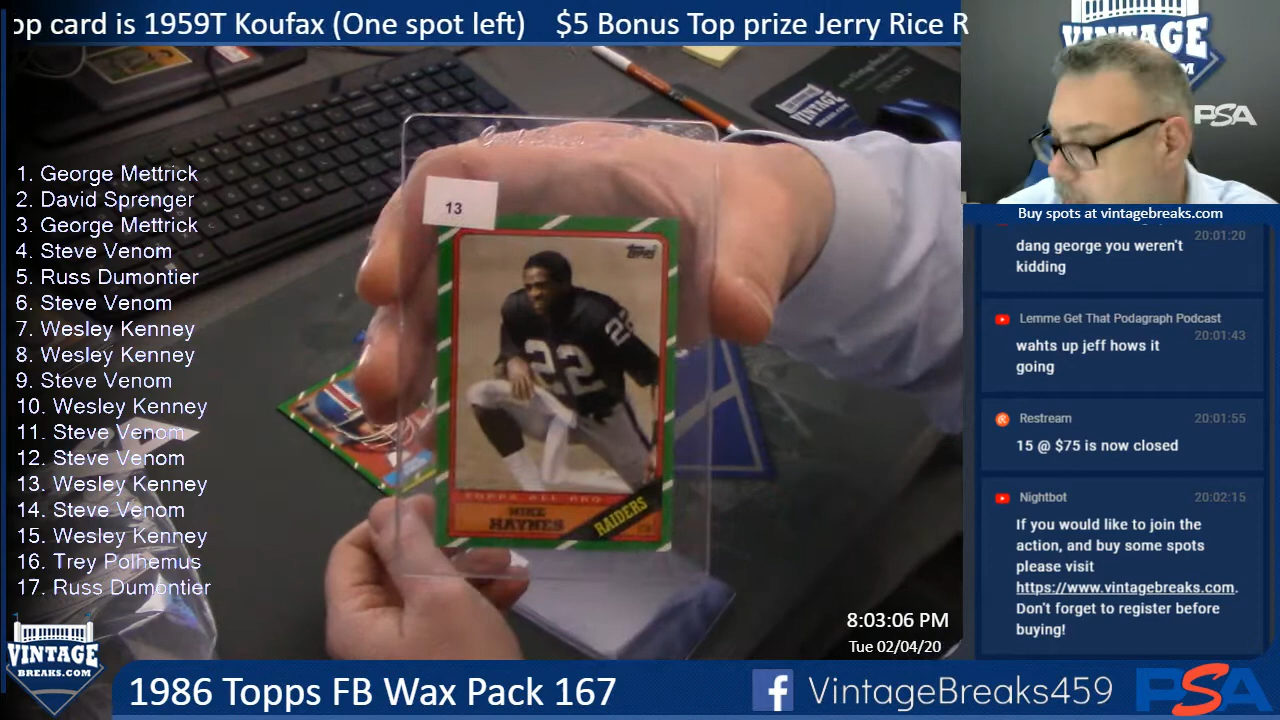 op card is 1959T Koufax (One spot left) $5 Bonus Top prize Jerry Rice R
VINTAGE
.COM
PSA
Buy spots at vintagebreaks.com
1. George Mettrick
2. David Sprenger
3. George Mettrick
4. Steve Venom
5. Russ Dumontier
6. Steve Venom
7. Wesley Kenney
8. Wesley Kenney
9. Steve Venom
10. Wesley Kenney
11. Steve Venom
12. Steve Venom
13. Wesley Kenney
14. Steve Venom
15. Wesley Kenney
16. Trey Polhemus
17. Russ Dumontier
VINTAGE
13
Topps
22
22
TOPPS ALL PRO
MIKE
HAYNES
RAIDERS
20:01:20
dang george you weren't
kidding
Lemme Get That Podagraph Podcast
20:01:43
wahts up jeff hows it
going
Restream 20:01:55
15 @ $75 is now closed
Nightbot 20:02:15
If you would like to join the
action, and buy some spots
please visit
https://www.vintagebreaks.com.
Don't forget to register before
buying!
8:03:06 PM
Tue 02/04/20
VINTAGE
BREAKS.COM
1986 Topps FB Wax Pack 167
f VintageBreaks459
PSA